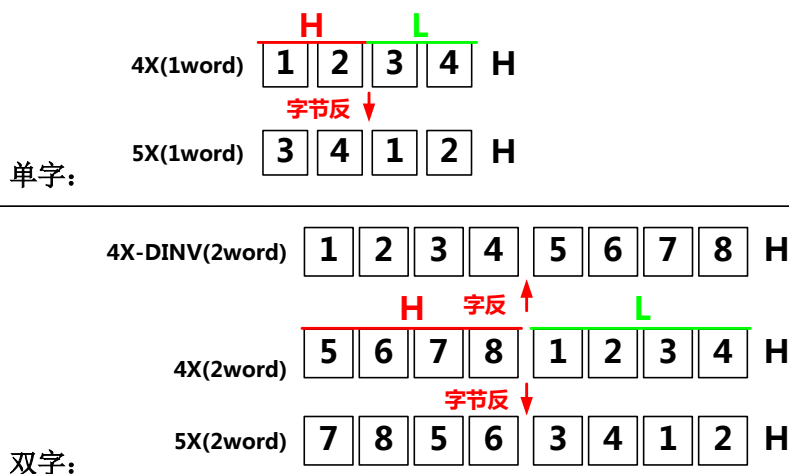 H L
4X(1word) 1 2 3 4 H
字节反
5X(1word) 3 4 1 2 H
单字：
4X-DINV(2word) 1 2 3 4 5 6 7 8 H
H 字反 L
4X(2word) 5 6 7 8 1 2 3 4 H
字节反
5X(2word) 7 8 5 6 3 4 1 2 H
双字：